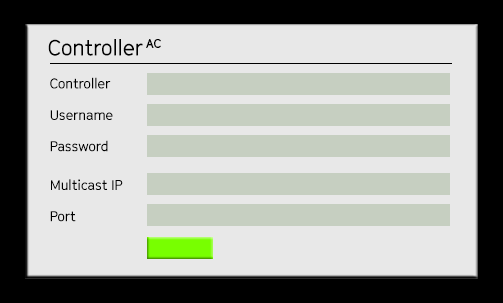 Controller AC
Controller
Username
Password
Multicast IP
Port